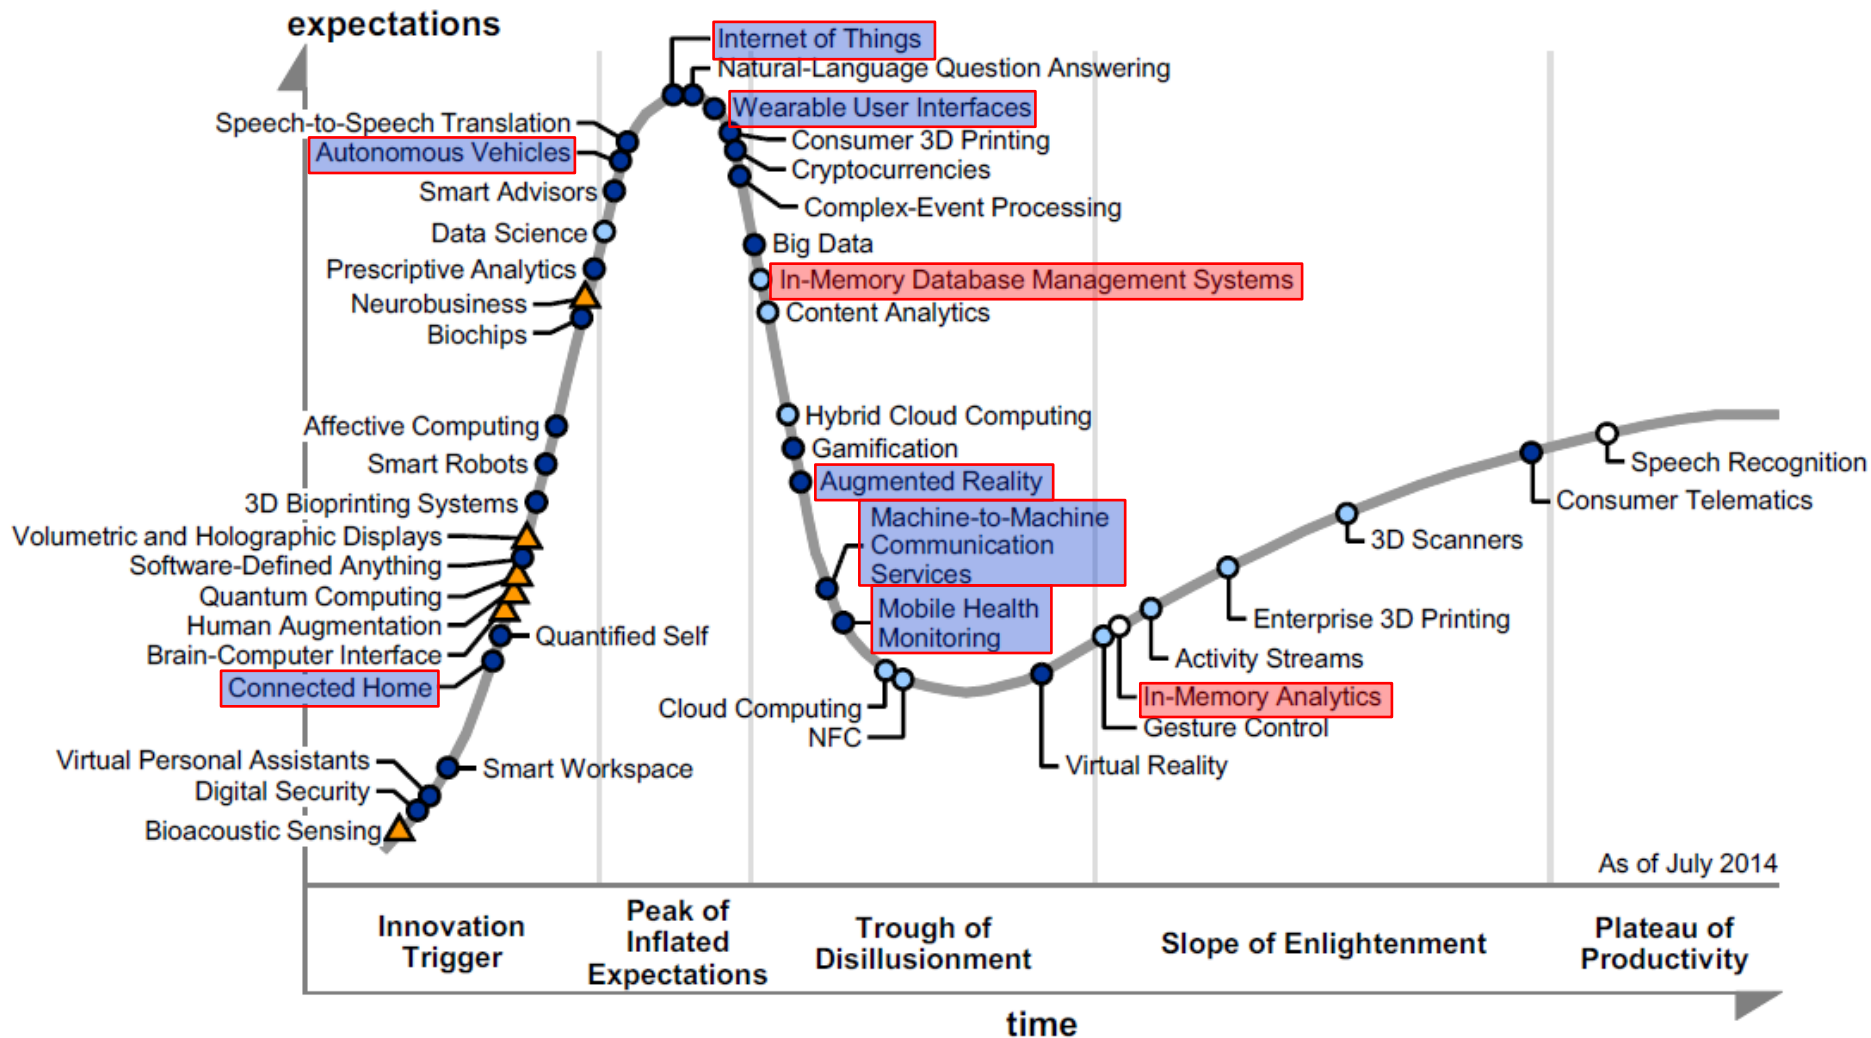 expectations
Internet of Things
Natural-Language Question Answering
Wearable User Interfaces
Speech-to-Speech Translation
Consumer 3D Printing
Autonomous Vehicles
Cryptocurrencies
Smart Advisors
Complex-Event Processing
Data Science
Big Data
Prescriptive Analytics
In-Memory Database Management Systems
Neurobusiness
Content Analytics
Biochips
Affective Computing
Hybrid Cloud Computing
Gamification
Smart Robots
Speech Recognition
Augmented Reality
3D Bioprinting Systems
Consumer Telematics
Machine-to-Machine
Communication
Services
Volumetric and Holographic Displays
3D Scanners
Software-Defined Anything
Quantum Computing
Mobile Health
Monitoring
Human Augmentation
Enterprise 3D Printing
Quantified Self
Brain-Computer Interface
Activity Streams
Connected Home
In-Memory Analytics
Cloud Computing
Gesture Control
NFC
Virtual Personal Assistants
Smart Workspace
Virtual Reality
Digital Security
Bioacoustic Sensing
As of July 2014
Innovation
Trigger
Peak of
Inflated
Expectations
Trough of
Disillusionment
Slope of Enlightenment
Plateau of
Productivity
time